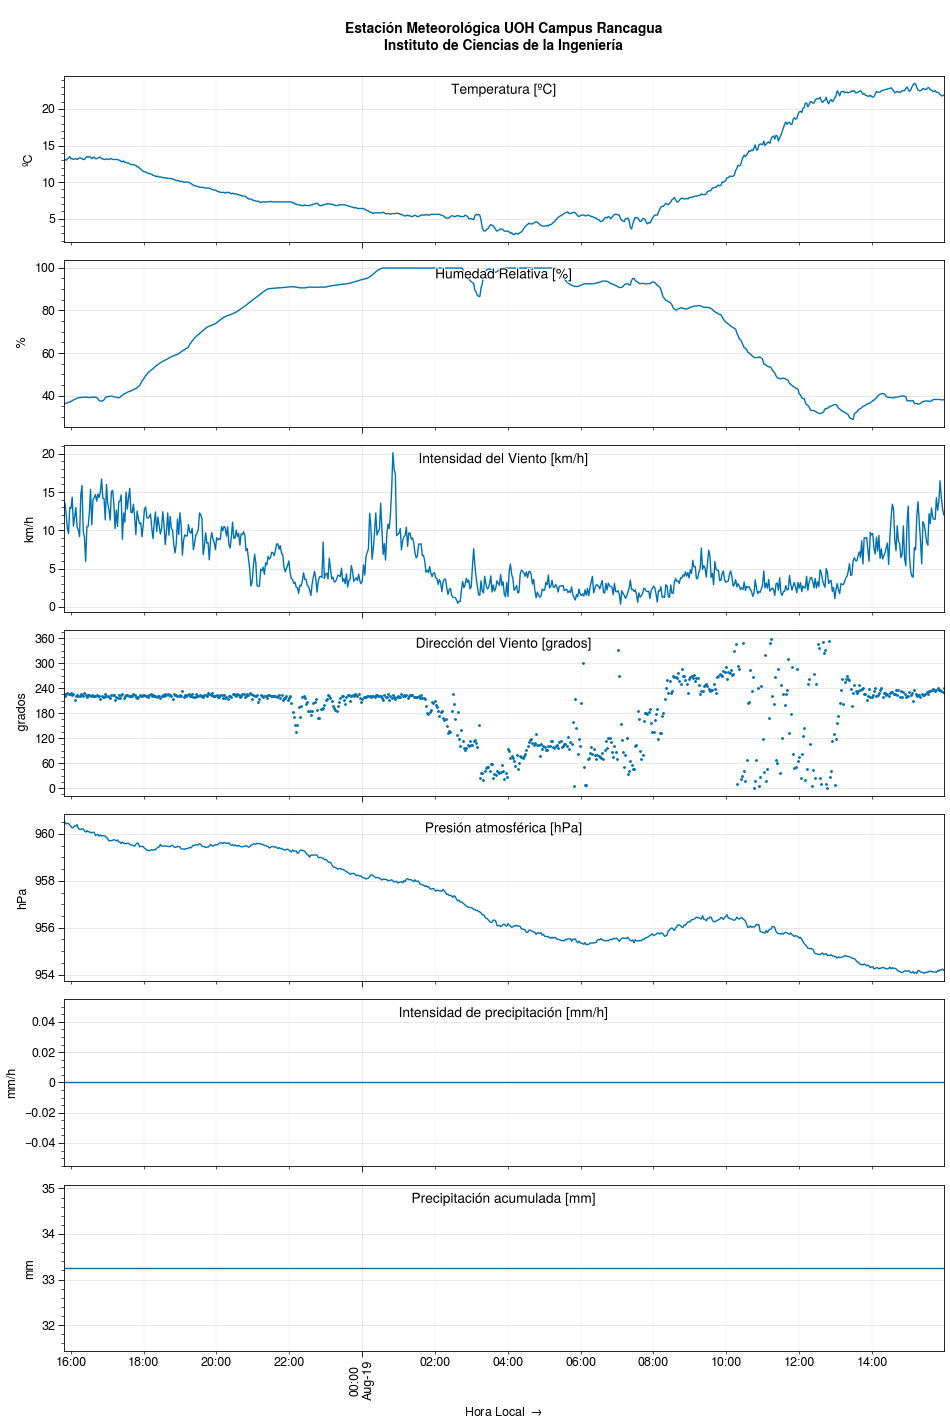 Estación Meteorológica UOH Campus Rancagua
Instituto de Ciencias de la Ingeniería
Temperatura [ºC]
20
15
10
5
ºC
Humedad Relativa [%]
100
80
60
40
%
Intensidad del Viento [km/h]
20
15
10
5
0
km/h
Dirección del Viento [grados]
360
300
240
180
120
60
0
grados
Presión atmosférica [hPa]
960
958
956
954
hPa
Intensidad de precipitación [mm/h]
0.04
0.02
0
−0.02
−0.04
mm/h
Precipitación acumulada [mm]
35
34
33
32
mm
16:00 18:00 20:00 22:00 00:00 02:00 04:00 06:00 08:00 10:00 12:00 14:00
Aug-19
Hora Local →